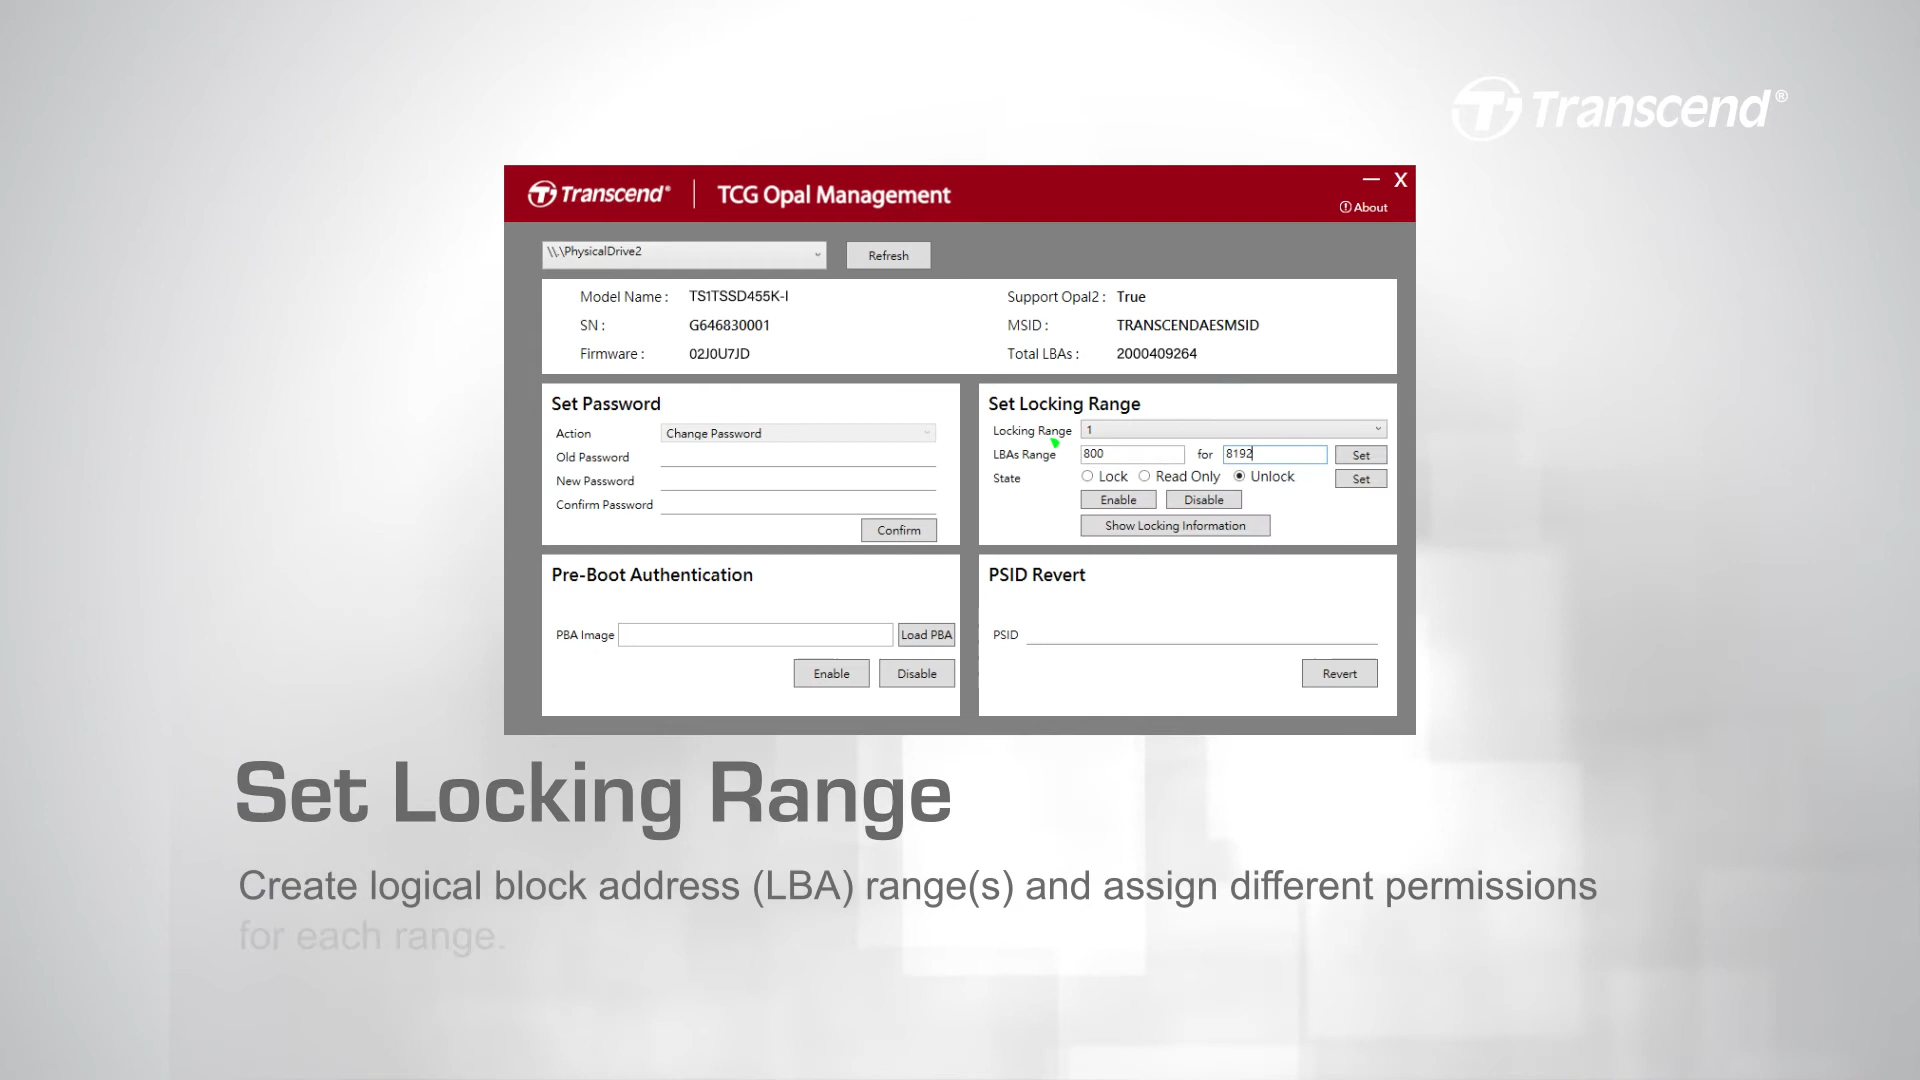 Transcend®
Transcend® TCG Opal Management
— X
About
\\.\PhysicalDrive2
Refresh
Model Name : TS1TSSD455K-I
Support Opal2 : True
SN : G646830001
MSID : TRANSCENDAESMSID
Firmware : 02J0U7JD
Total LBAs : 2000409264
Set Password
Action Change Password
Old Password
New Password
Confirm Password
Confirm
Set Locking Range
Locking Range 1
LBAs Range 800 for 8192 Set
State Lock Read Only Unlock Set
Enable Disable
Show Locking Information
Pre-Boot Authentication
PBA Image Load PBA
Enable Disable
PSID Revert
PSID
Revert
Set Locking Range
Create logical block address (LBA) range(s) and assign different permissions
for each range.